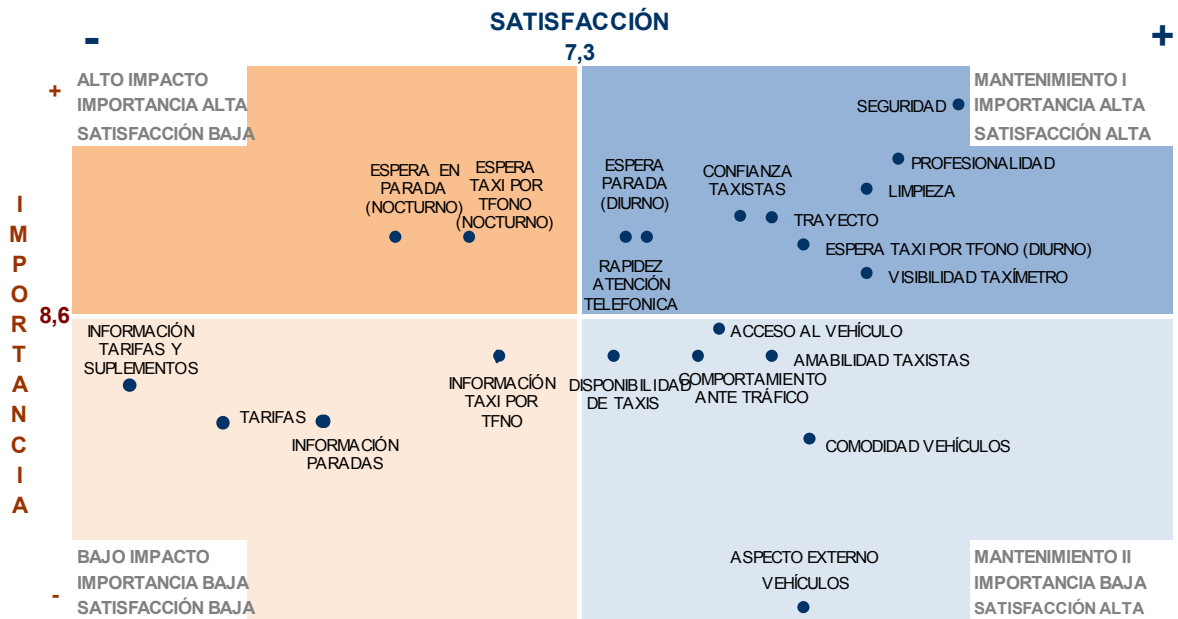 SATISFACCIÓN
-
7,3
+
+
ALTO IMPACTO
IMPORTANCIA ALTA
SATISFACCIÓN BAJA
MANTENIMIENTO I
IMPORTANCIA ALTA
SATISFACCIÓN ALTA
SEGURIDAD
PROFESIONALIDAD
LIMPIEZA
ESPERA EN
PARADA
(NOCTURNO)
ESPERA
TAXI POR
TFONO
(NOCTURNO)
ESPERA
PARADA
(DIURNO)
CONFIANZA
TAXISTAS
TRAYECTO
ESPERA TAXI POR TFONO (DIURNO)
VISIBILIDAD TAXÍMETRO
RAPIDEZ
ATENCIÓN
TELEFONICA
I
M
P
O
R
T
A
N
C
I
A
8,6
INFORMACIÓN
TARIFAS Y
SUPLEMENTOS
TARIFAS
INFORMACIÓN
PARADAS
INFORMACÍÓN
TAXI POR
TFNO
ACCESO AL VEHÍCULO
AMABILIDAD TAXISTAS
DISPONIBILIDAD
DE TAXIS
COMPORTAMIENTO
ANTE TRÁFICO
COMODIDAD VEHÍCULOS
ASPECTO EXTERNO
VEHÍCULOS
-
BAJO IMPACTO
IMPORTANCIA BAJA
SATISFACCIÓN BAJA
MANTENIMIENTO II
IMPORTANCIA BAJA
SATISFACCIÓN ALTA